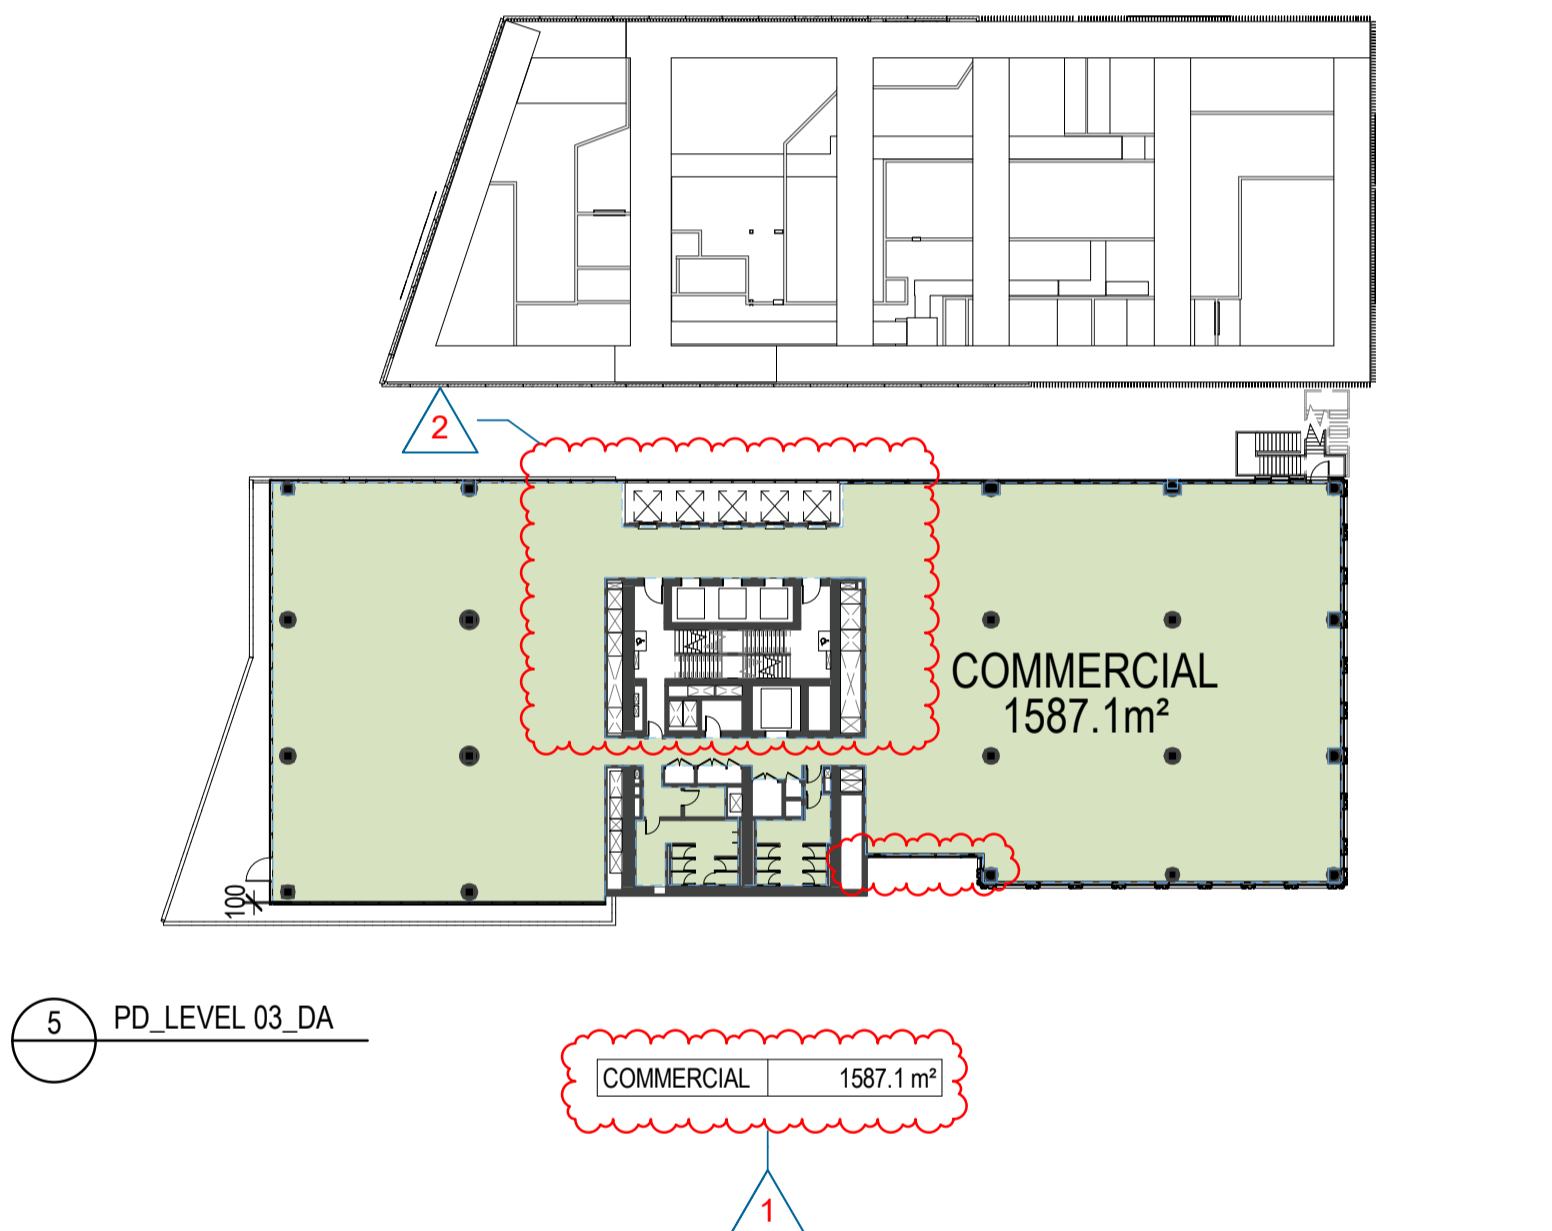 2
COMMERCIAL
1587.1m²
100
5
PD_LEVEL 03_DA
COMMERCIAL 1587.1 m²
1